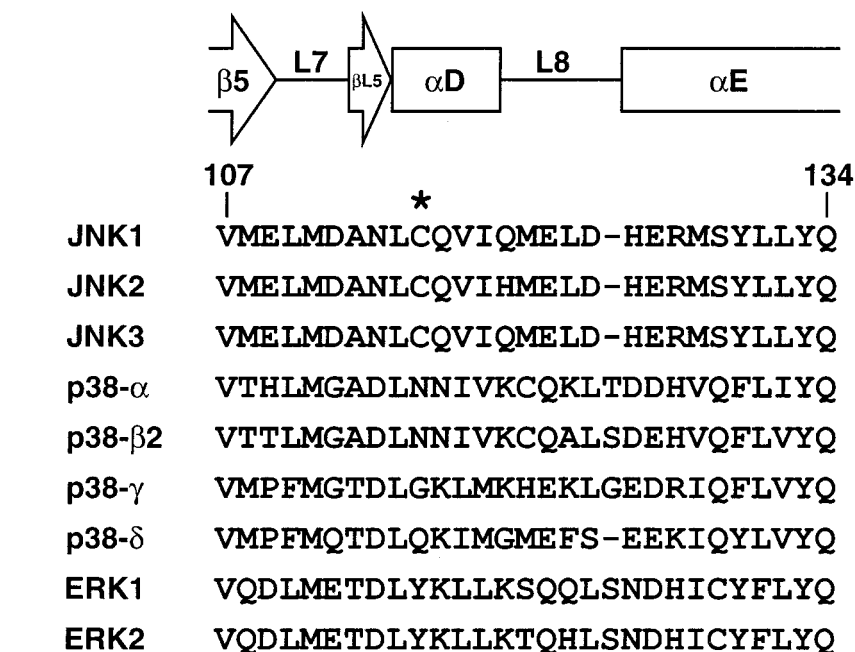 β5 L7 βL5 αD L8 αE
107 134
*
JNK1 VMELMDANLCQVIQMELD-HERMSYLLYQ
JNK2 VMELMDANLCQVIHMELD-HERMSYLLYQ
JNK3 VMELMDANLCQVIQMELD-HERMSYLLYQ
p38-α VTHLMGADLNNIVKCQKLTDDHVQFLIYQ
p38-β2 VTTLMGADLNNIVKCQALSDEHVQFLVYQ
p38-γ VMPFMGTDLGKLMKHEKLGEDRIQFLVYQ
p38-δ VMPFMQTDLQKIMGMEFS-EEKIQYLVYQ
ERK1 VQDLMETDLYKLLKSQQLSNDHICYFLYQ
ERK2 VQDLMETDLYKLLKTQHLSNDHICYFLYQ